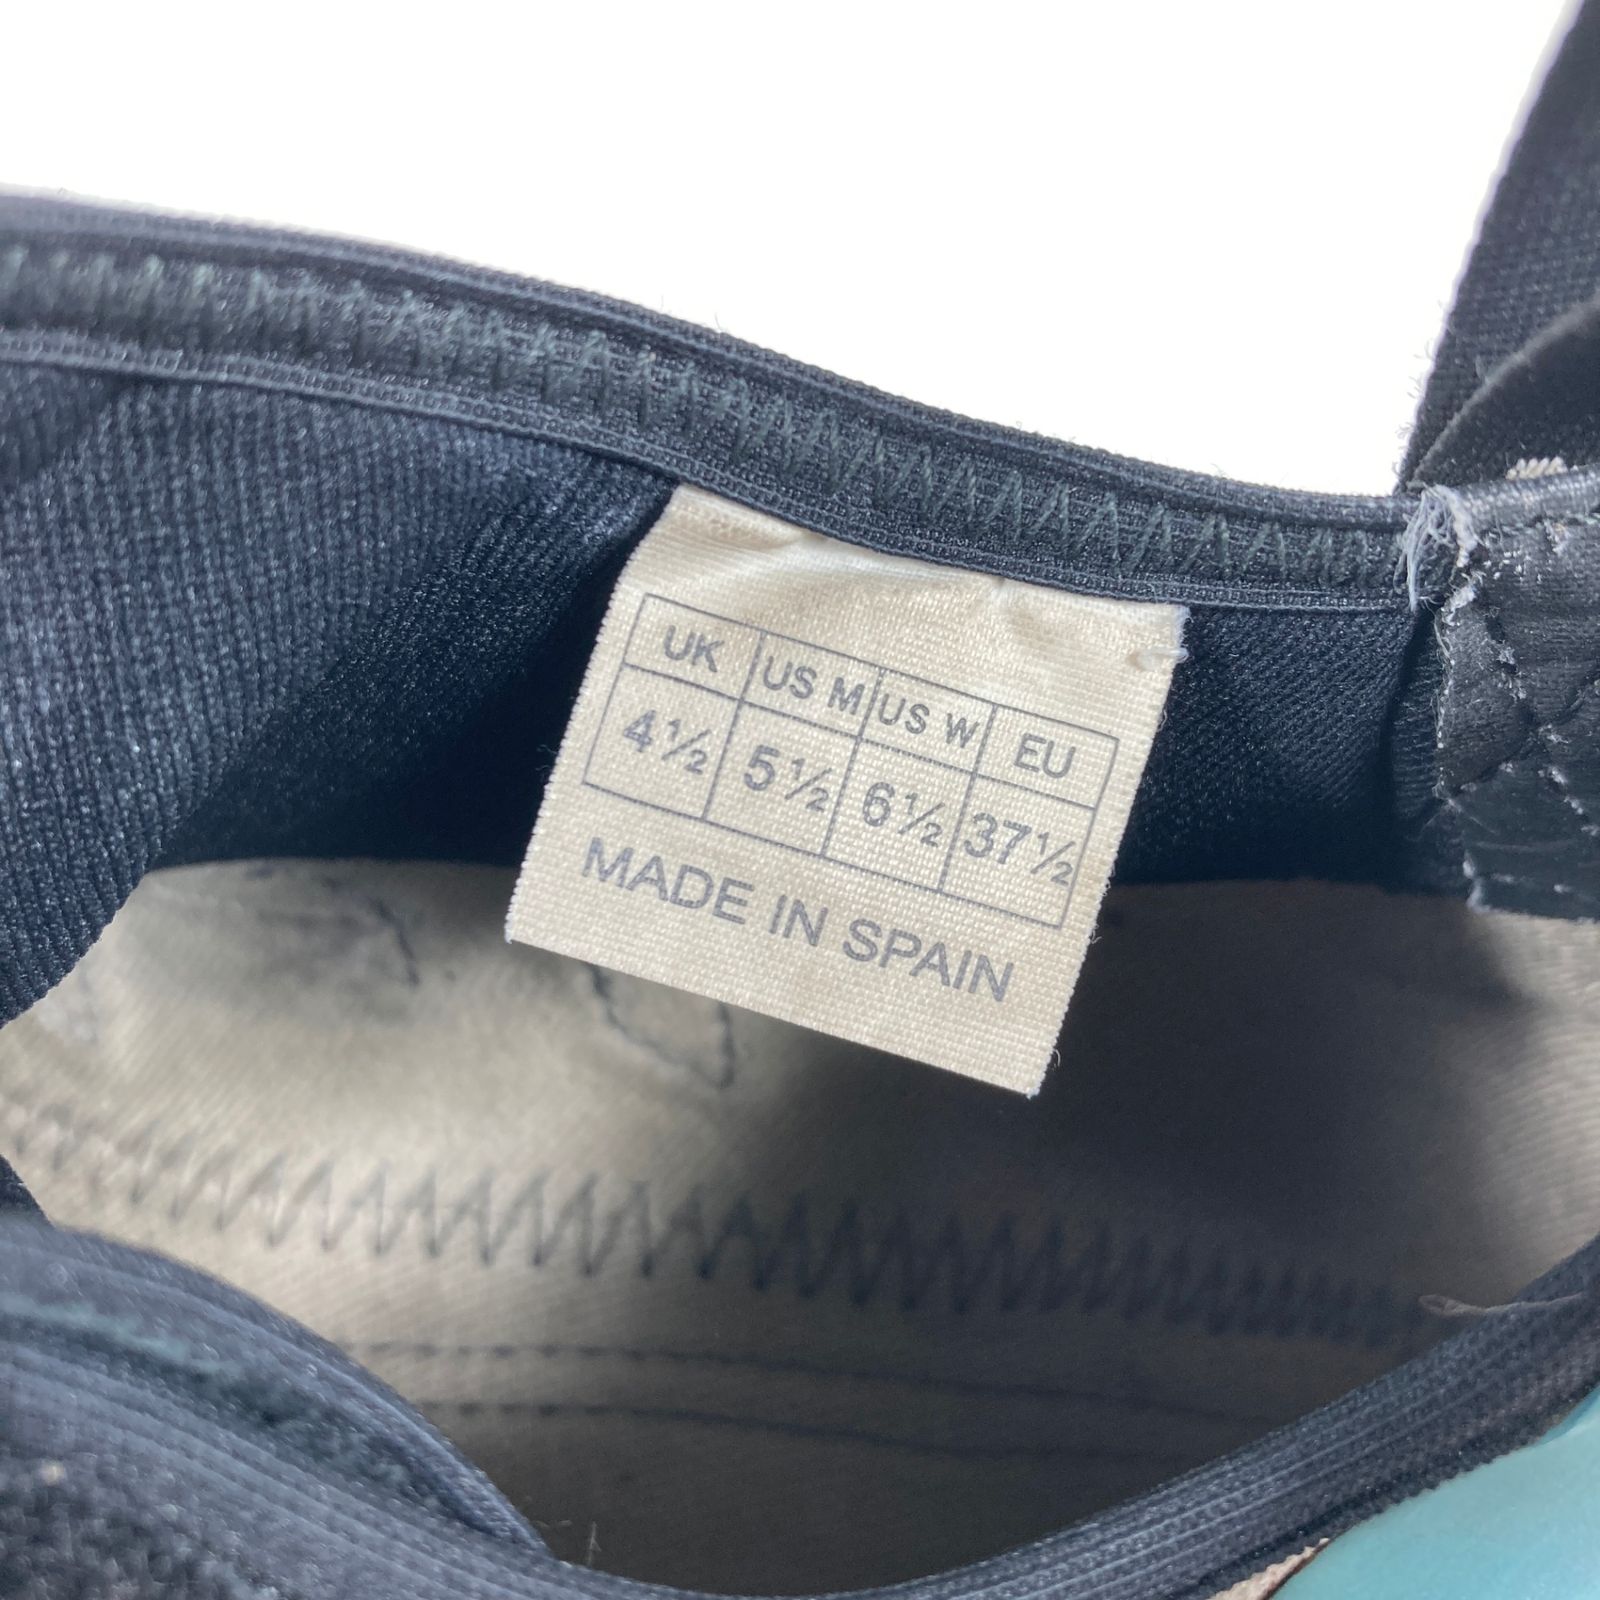 UK US M US W EU
4½ 5½ 6½ 37½
MADE IN SPAIN